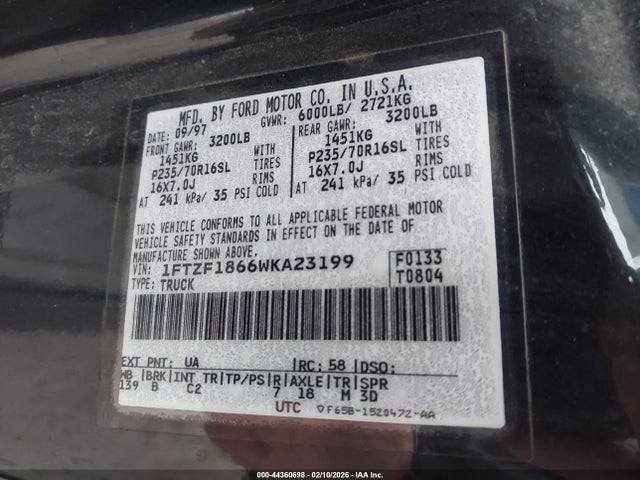 MFD. BY FORD MOTOR CO. IN U.S.A.
DATE: 09/97 GVWR: 6000LB/ 2721KG
FRONT GAWR: 3200LB REAR GAWR: 3200LB
1451KG WITH 1451KG WITH
P235/70R16SL TIRES P235/70R16SL TIRES
16X7.0J RIMS 16X7.0J RIMS
AT 241 kPa/ 35 PSI COLD AT 241 kPa/ 35 PSI COLD
THIS VEHICLE CONFORMS TO ALL APPLICABLE FEDERAL MOTOR
VEHICLE SAFETY STANDARDS IN EFFECT ON THE DATE OF
MANUFACTURE SHOWN ABOVE.
VIN: 1FTZF1866WKA23199 F0133
TYPE: TRUCK T0804
EXT PNT: UA RC: 58 DSO:
WB BRK INT TR TP/PS R AXLE TR SPR
139 B C2 7 18 M 3D
UTC ▽F65B-1520472-AA
000-44360698 - 02/10/2026 - IAA Inc.